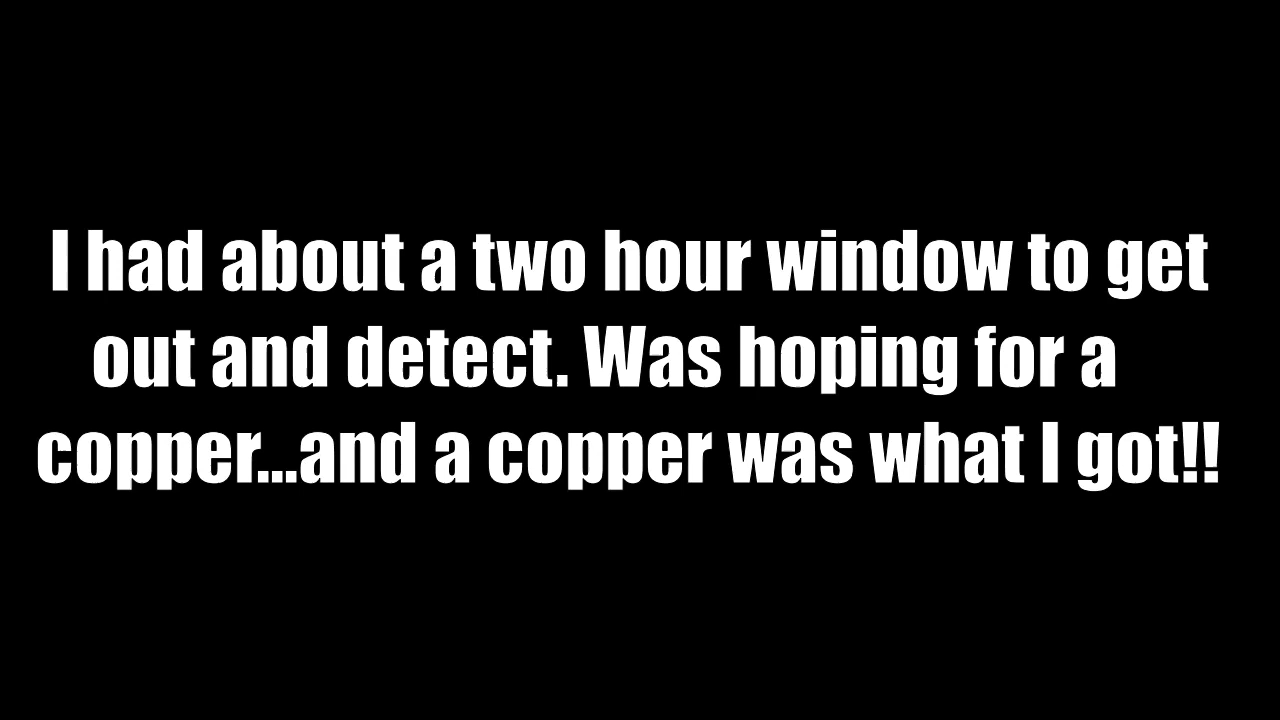 I had about a two hour window to get
out and detect. Was hoping for a
copper...and a copper was what I got!!